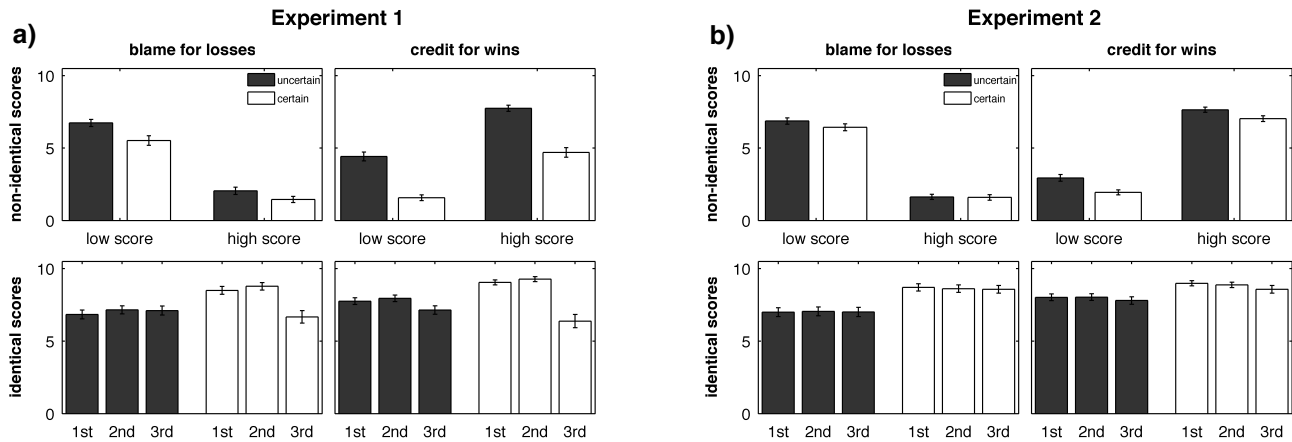 Experiment 1
a)
blame for losses
credit for wins
non-identical scores
10
5
0
uncertain
certain
low score
high score
low score
high score
identical scores
10
5
0
1st 2nd 3rd 1st 2nd 3rd
1st 2nd 3rd 1st 2nd 3rd
Experiment 2
b)
blame for losses
credit for wins
non-identical scores
10
5
0
uncertain
certain
low score
high score
low score
high score
identical scores
10
5
0
1st 2nd 3rd 1st 2nd 3rd
1st 2nd 3rd 1st 2nd 3rd